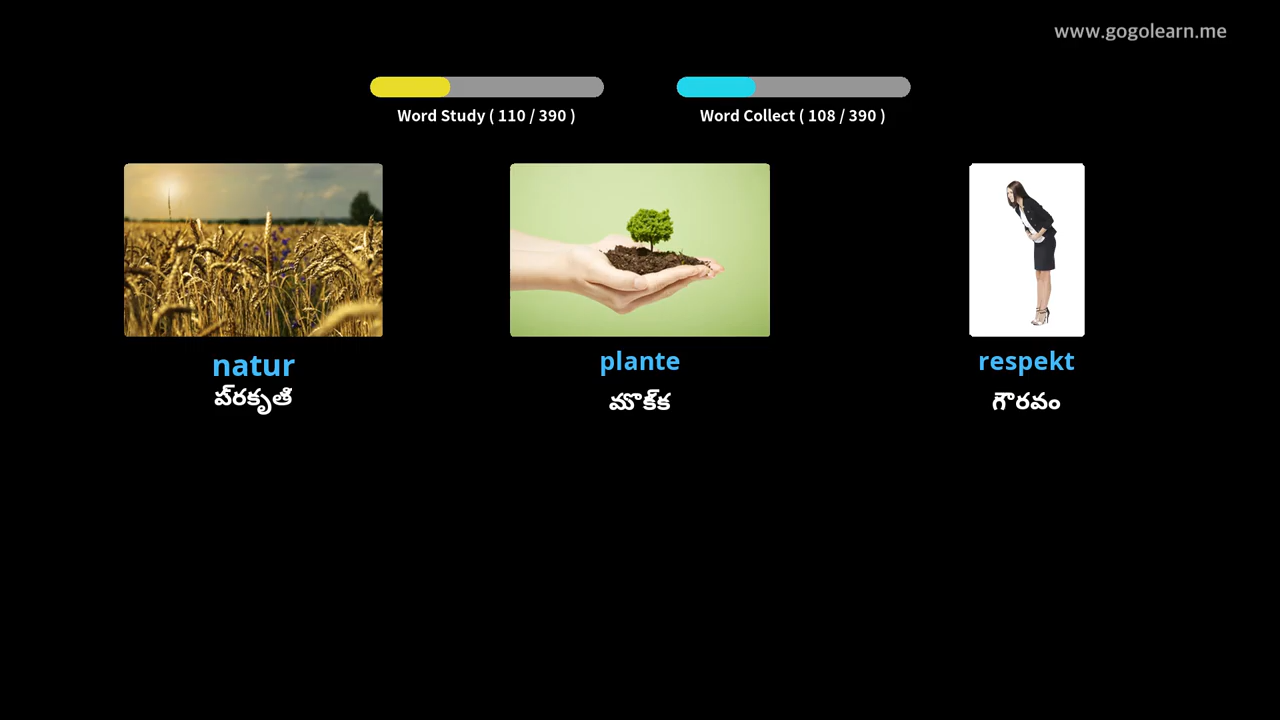 www.gogolearn.me
Word Study ( 110 / 390 )
Word Collect ( 108 / 390 )
natur
ప్రకృతి
plante
మొక్క
respekt
గౌరవం